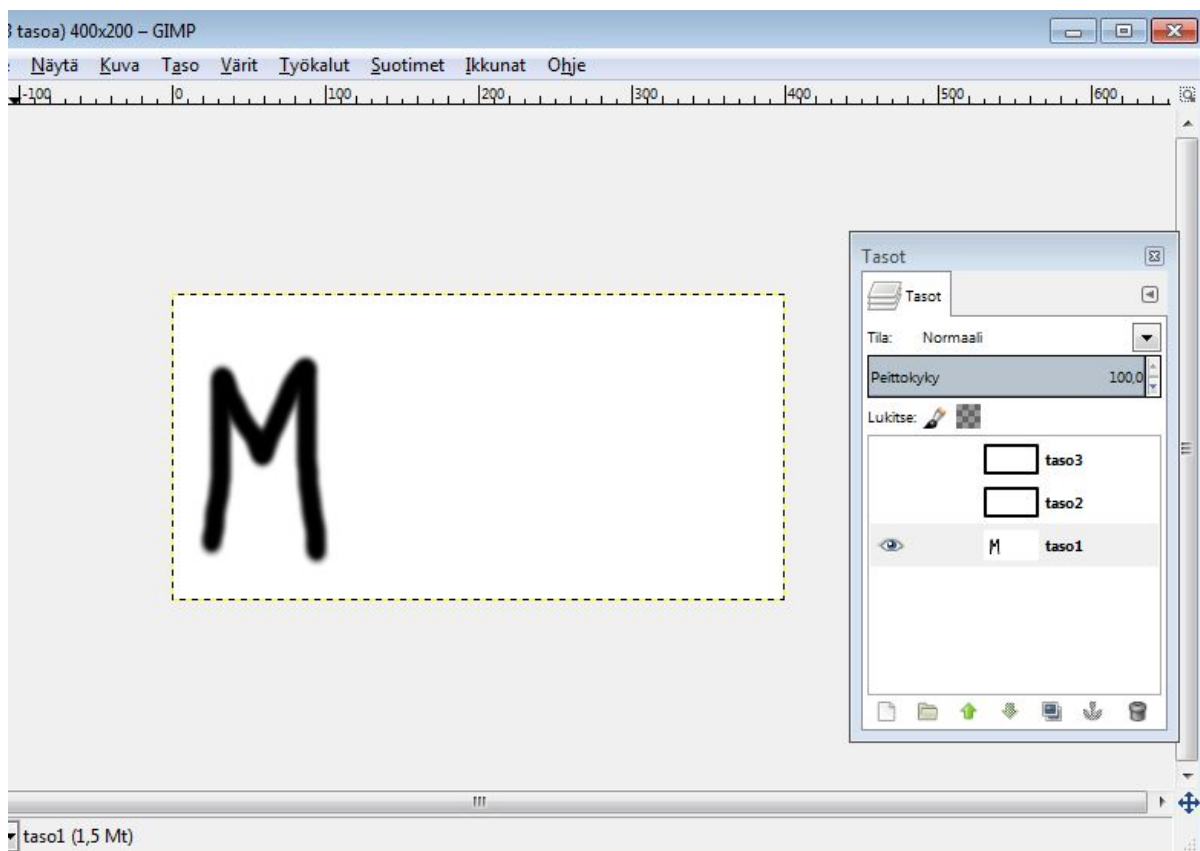 3 tasoa) 400x200 – GIMP
Näytä Kuva Taso Värit Työkalut Suotimet Ikkunat Ohje
-100 0 100 200 300 400 500 600
M
Tasot
Tasot
Tila: Normaali
Peittokyky 100,0
Lukitse:
taso3
taso2
M taso1
taso1 (1,5 Mt)